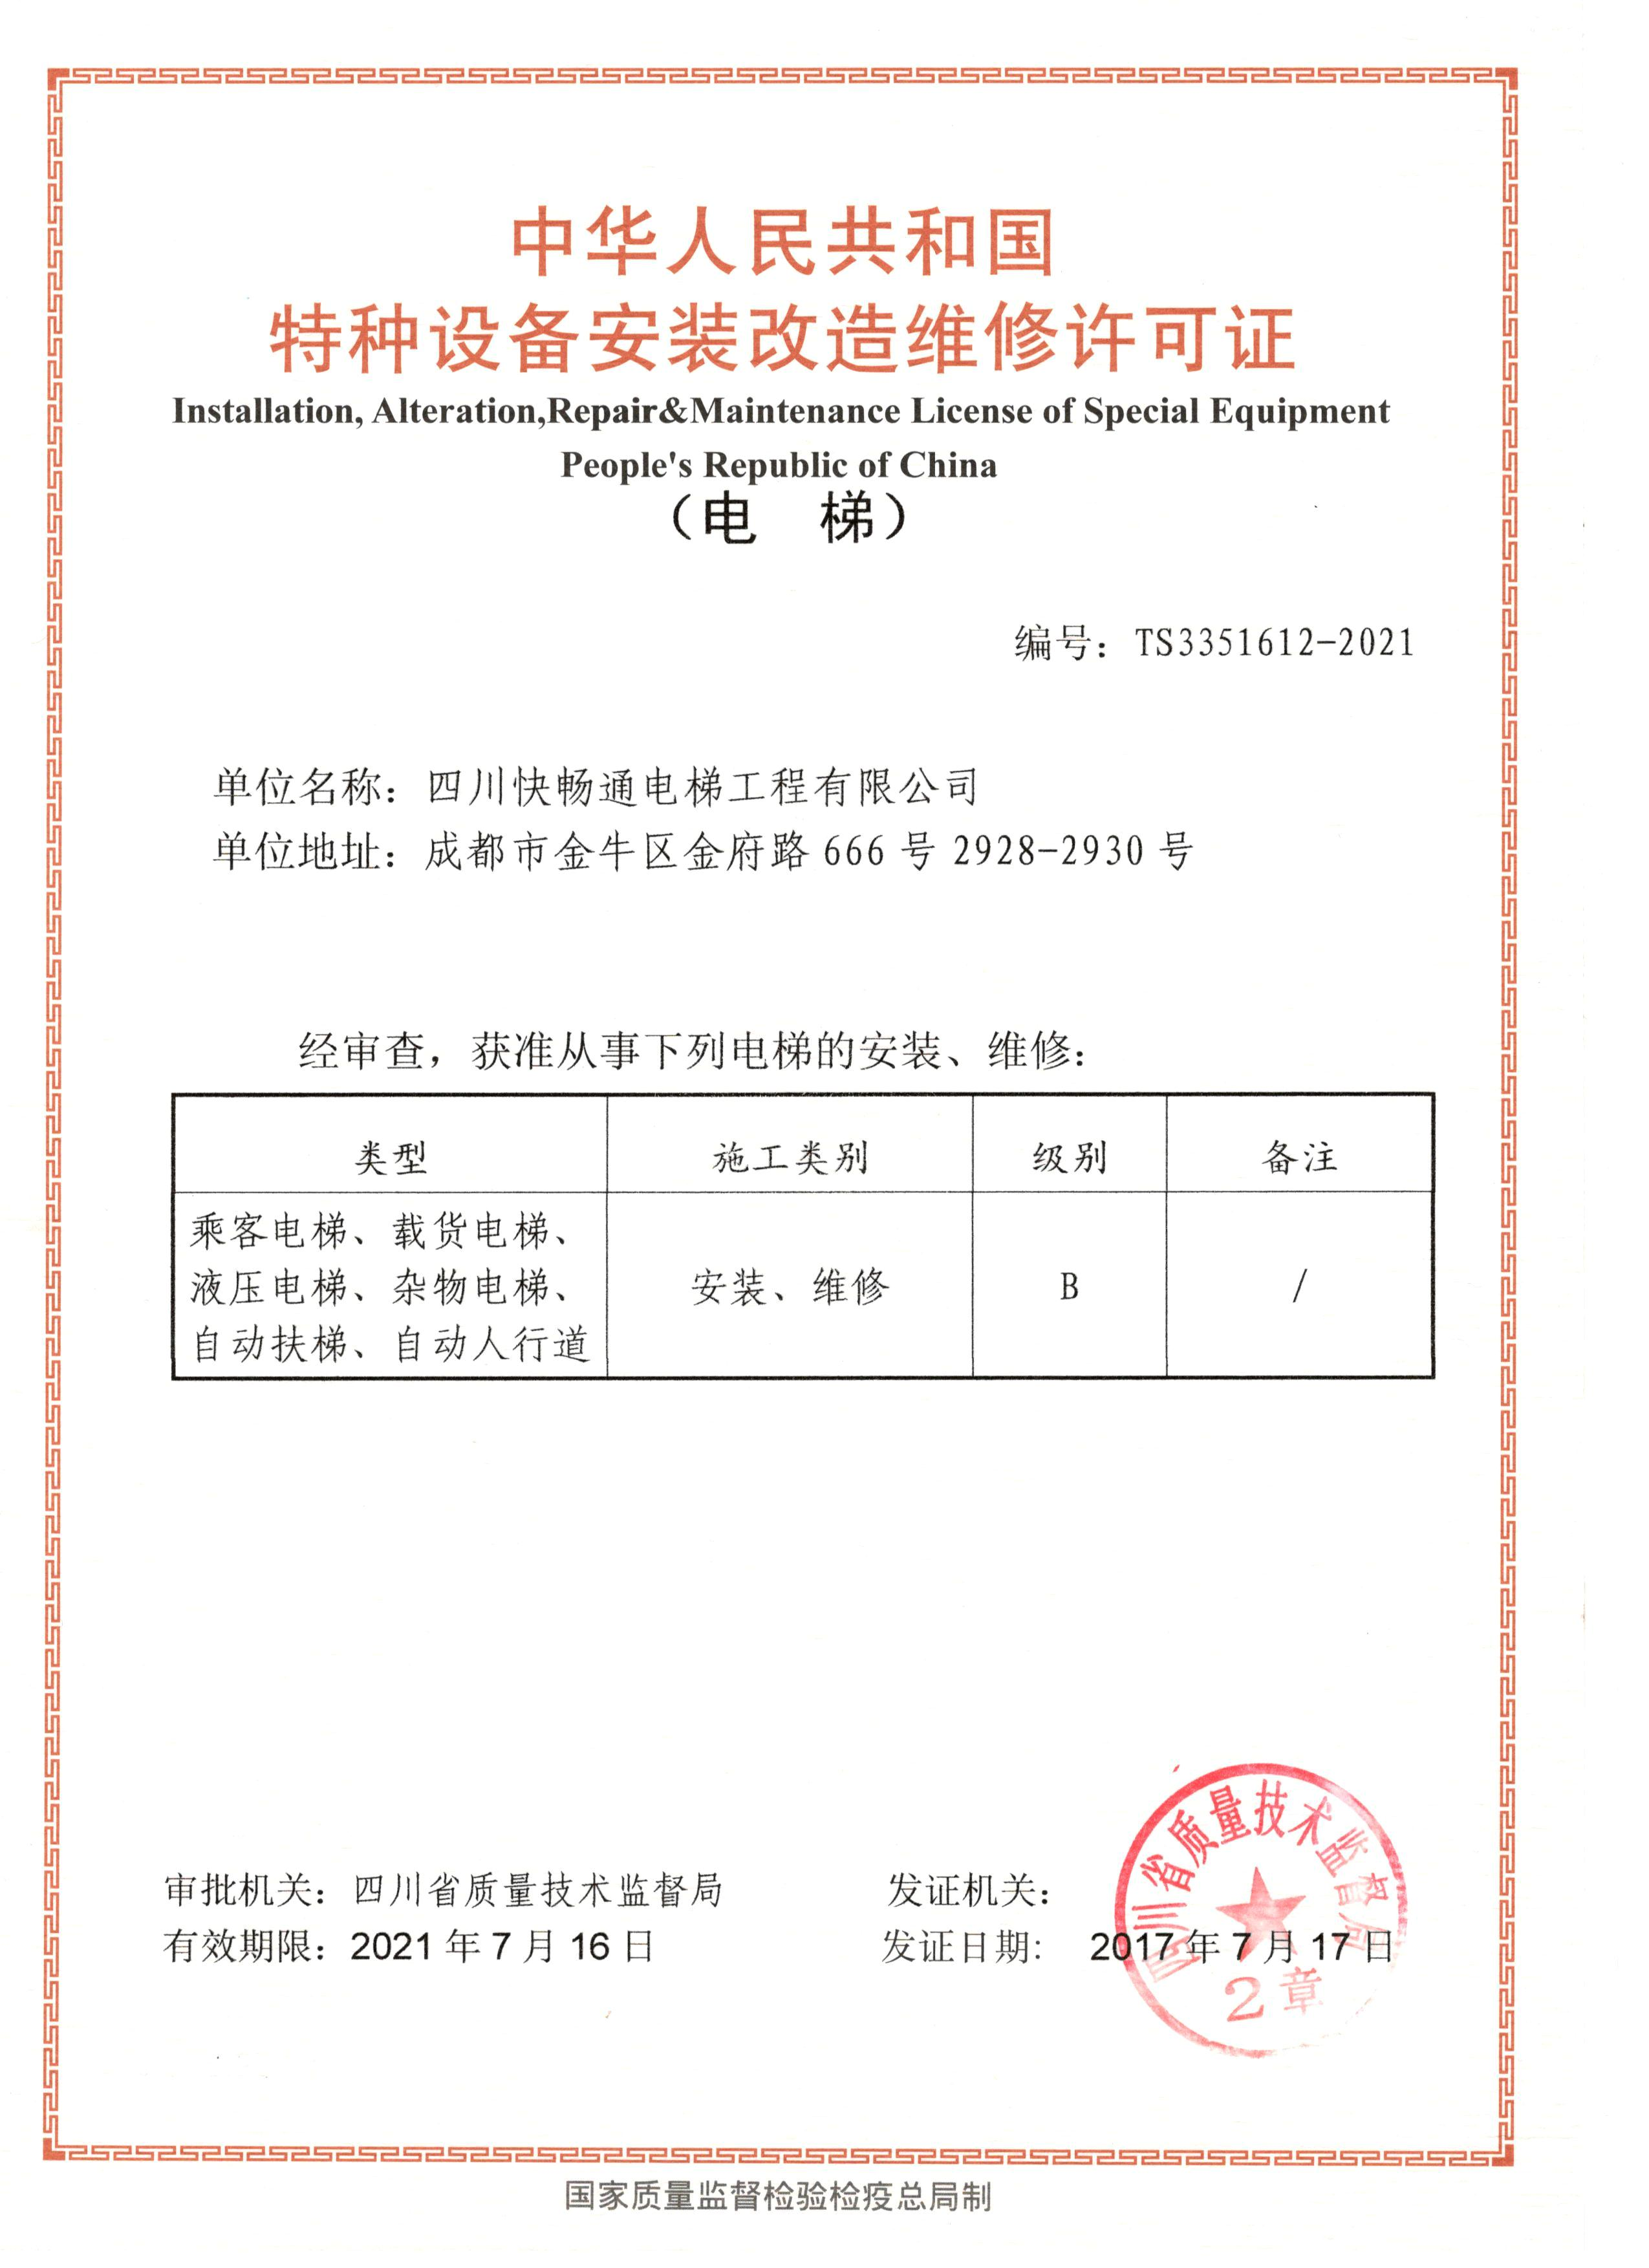 中华人民共和国
特种设备安装改造维修许可证
Installation, Alteration,Repair&Maintenance License of Special Equipment
People's Republic of China
（电 梯）
编号：TS3351612-2021
单位名称：四川快畅通电梯工程有限公司
单位地址：成都市金牛区金府路 666 号 2928-2930 号
经审查，获准从事下列电梯的安装、维修：
类型 施工类别 级别 备注
乘客电梯、载货电梯、
液压电梯、杂物电梯、
自动扶梯、自动人行道
安装、维修 B /
审批机关：四川省质量技术监督局
有效期限：2021 年 7 月 16 日
发证机关：
发证日期： 2017 年 7 月 17 日
四川省质量技术监督局
2章
国家质量监督检验检疫总局制